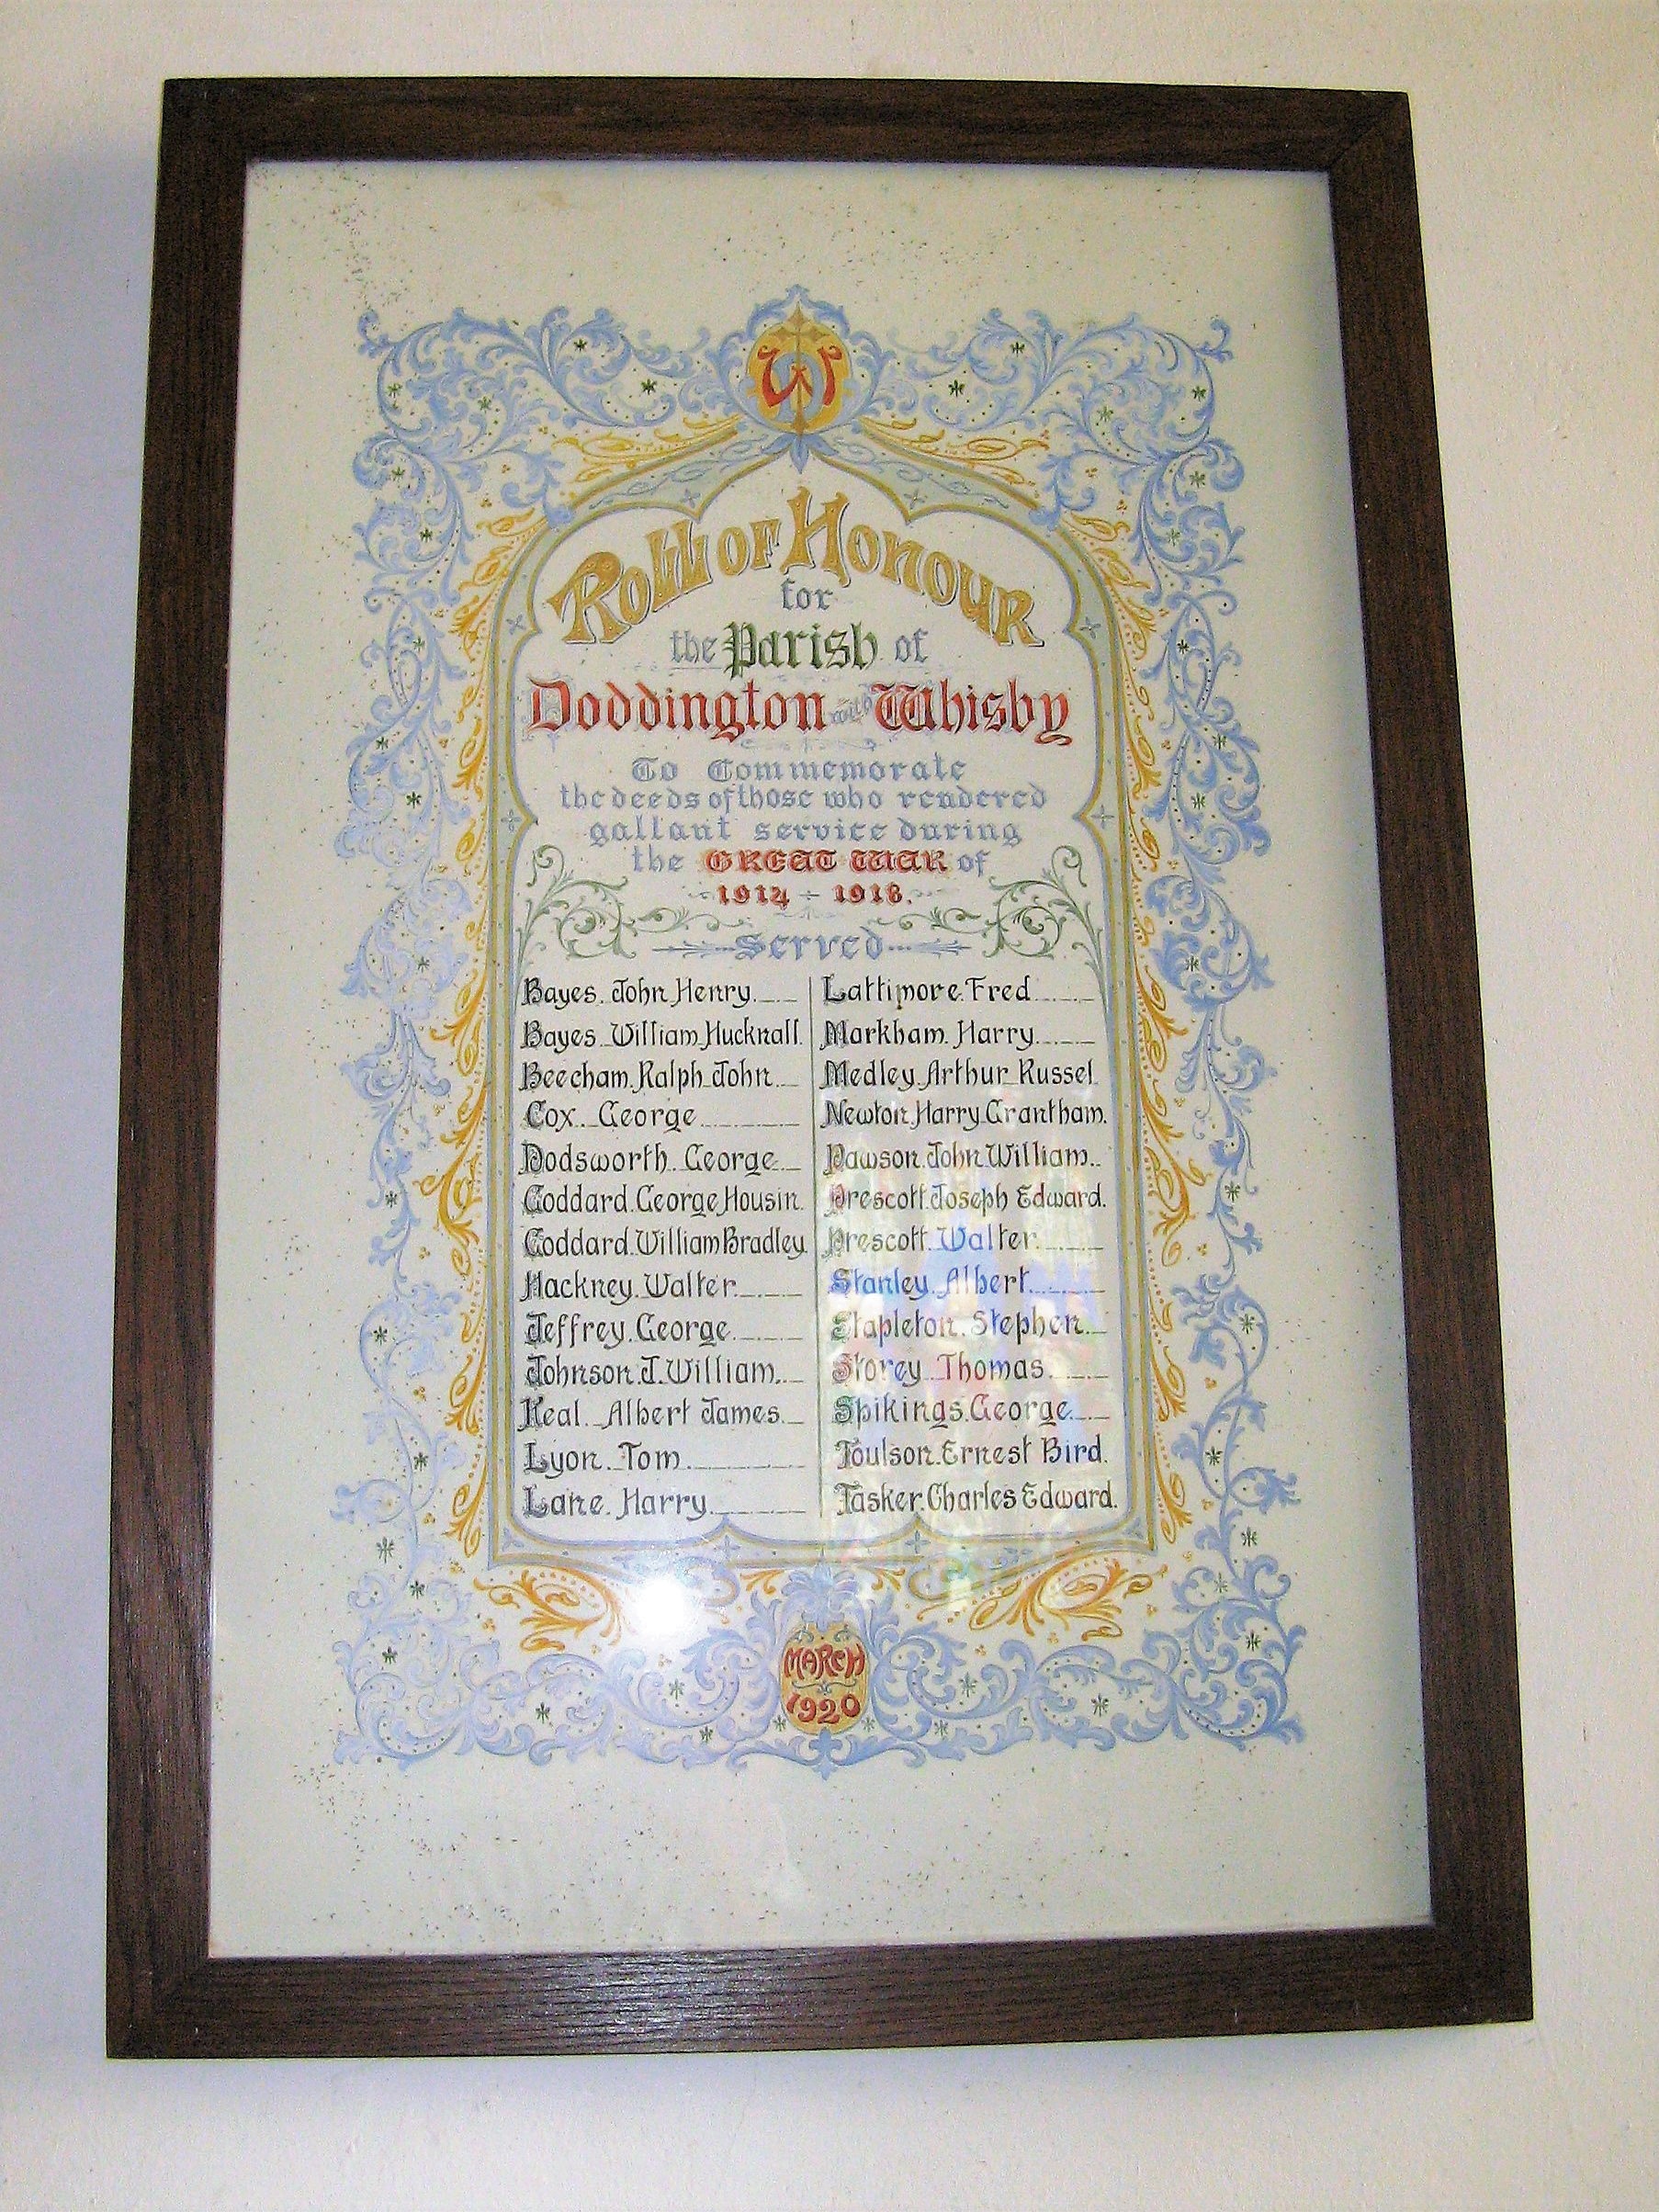 W
Roll of Honour
for
the Parish of
Doddington with Whisby
To Commemorate
the deeds of those who rendered
gallant service during
the GREAT WAR of
1914 - 1918.
Served
Bayes. John Henry
Bayes. William Hucknall.
Beecham. Ralph John
Cox. George
Dodsworth. George
Goddard. George Housin.
Goddard. William Bradley.
Hackney. Walter
Jeffrey. George
Johnson. J. William.
Keal. Albert James.
Lyon. Tom.
Lane. Harry.
Lattimore. Fred
Markham. Harry.
Medley. Arthur Russel
Newton. Harry Grantham.
Pawson. John William.
Prescott. Joseph Edward.
Prescott. Walter
Stanley. Albert.
Stapleton. Stephen.
Storey Thomas.
Spikings. George.
Toulson. Ernest Bird.
Tasker. Charles Edward.
MARCH
1920